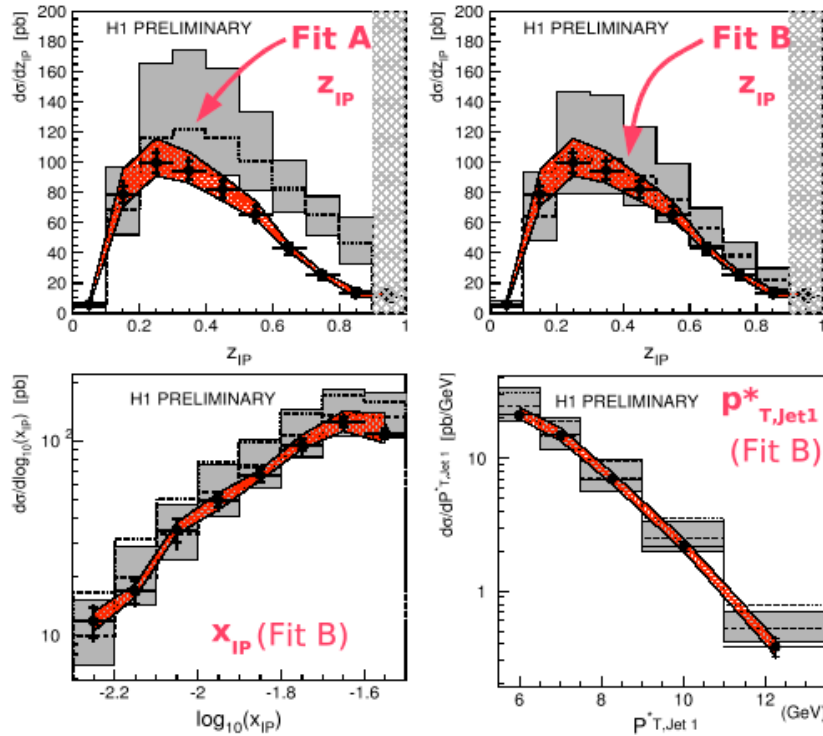 H1 PRELIMINARY
Fit A
z_IP
dσ/dz_IP [pb]
200
180
160
140
120
100
80
60
40
20
0
0 0.2 0.4 0.6 0.8 1
z_IP
H1 PRELIMINARY
Fit B
z_IP
dσ/dz_IP [pb]
200
180
160
140
120
100
80
60
40
20
0
0 0.2 0.4 0.6 0.8 1
z_IP
H1 PRELIMINARY
dσ/dlog₁₀(x_IP) [pb]
10²
10
x_IP (Fit B)
-2.2 -2 -1.8 -1.6
log₁₀(x_IP)
H1 PRELIMINARY
p*_T,Jet1
(Fit B)
dσ/dP*_T,Jet 1 [pb/GeV]
10
1
6 8 10 12
(GeV)
P*_T,Jet 1